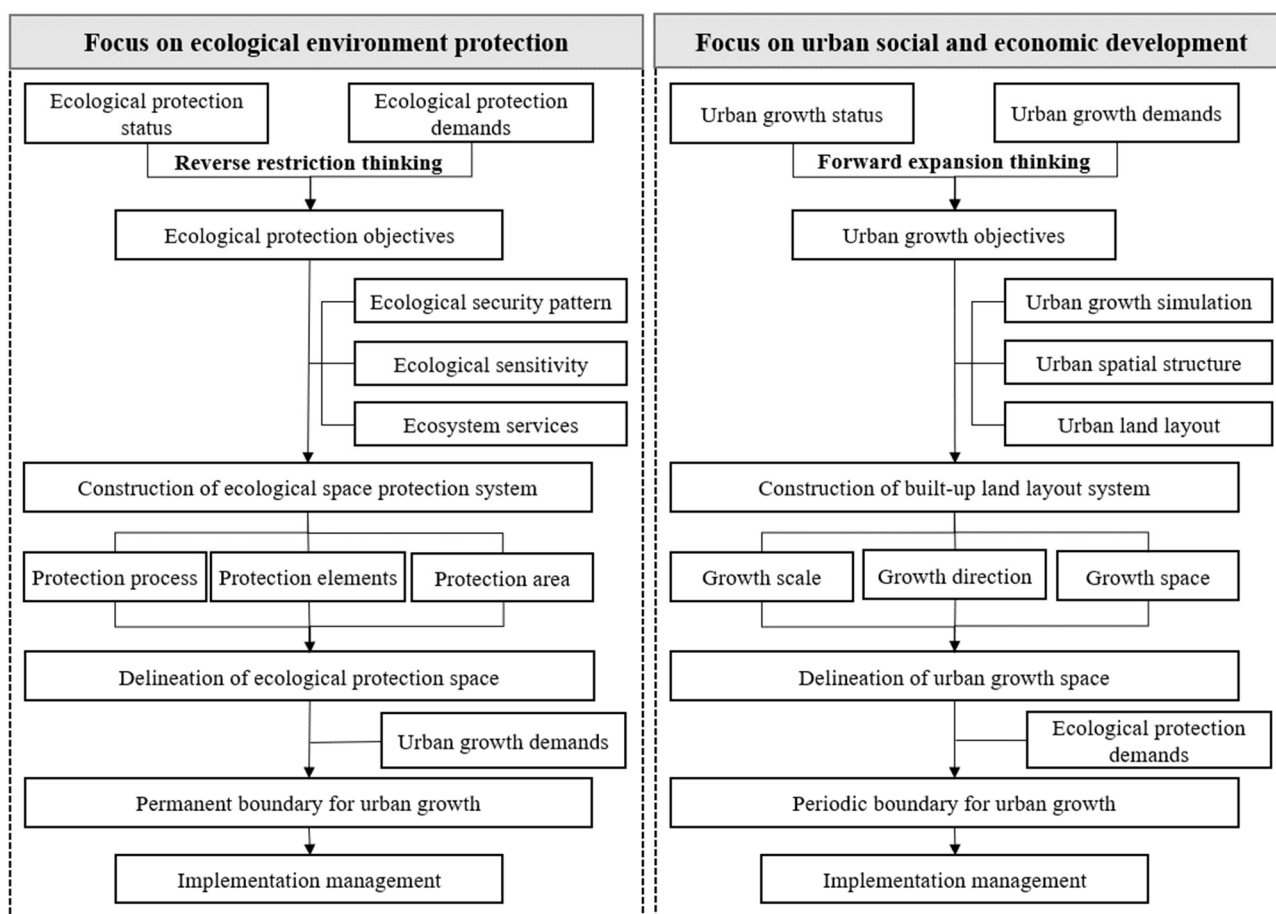 Focus on ecological environment protection
Ecological protection
status
Ecological protection
demands
Reverse restriction thinking
Ecological protection objectives
Ecological security pattern
Ecological sensitivity
Ecosystem services
Construction of ecological space protection system
Protection process
Protection elements
Protection area
Delineation of ecological protection space
Urban growth demands
Permanent boundary for urban growth
Implementation management
Focus on urban social and economic development
Urban growth status
Urban growth demands
Forward expansion thinking
Urban growth objectives
Urban growth simulation
Urban spatial structure
Urban land layout
Construction of built-up land layout system
Growth scale
Growth direction
Growth space
Delineation of urban growth space
Ecological protection
demands
Periodic boundary for urban growth
Implementation management